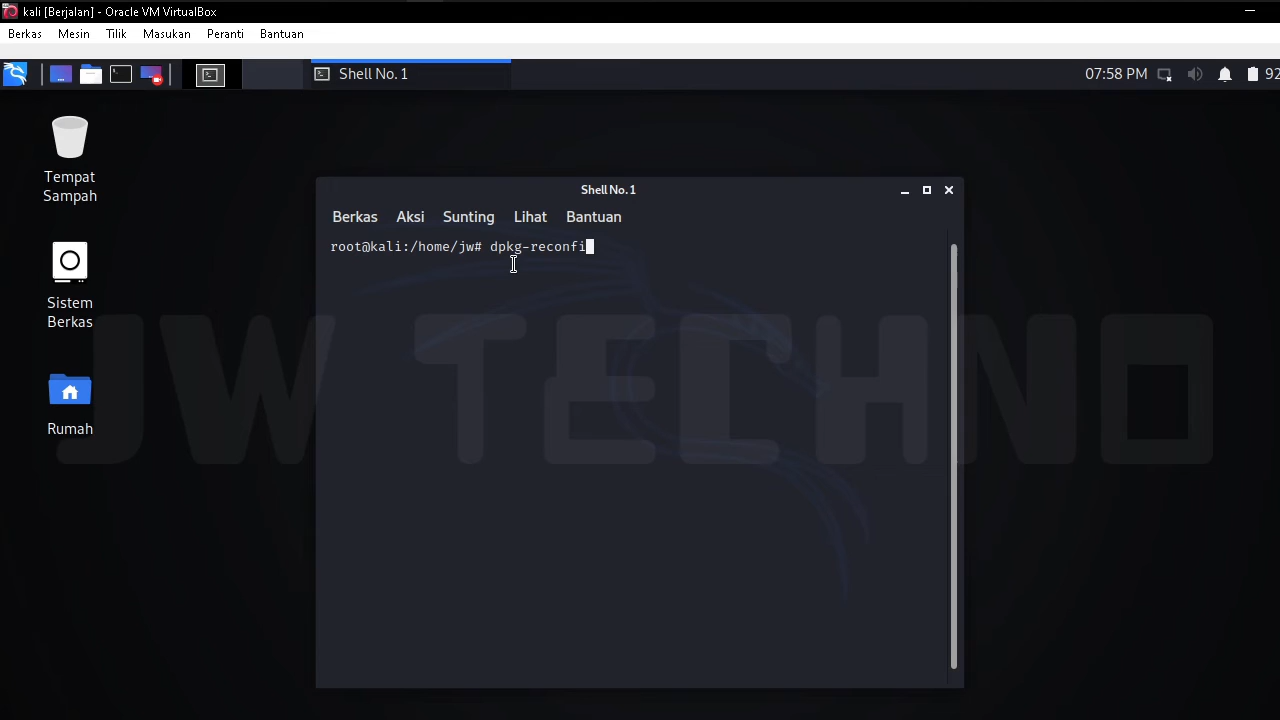 kali [Berjalan] - Oracle VM VirtualBox
Berkas Mesin Tilik Masukan Peranti Bantuan
Shell No. 1
07:58 PM
92
Tempat
Sampah
Sistem
Berkas
Rumah
Shell No. 1
Berkas Aksi Sunting Lihat Bantuan
root@kali:/home/jw# dpkg-reconfi
JW TECHNO